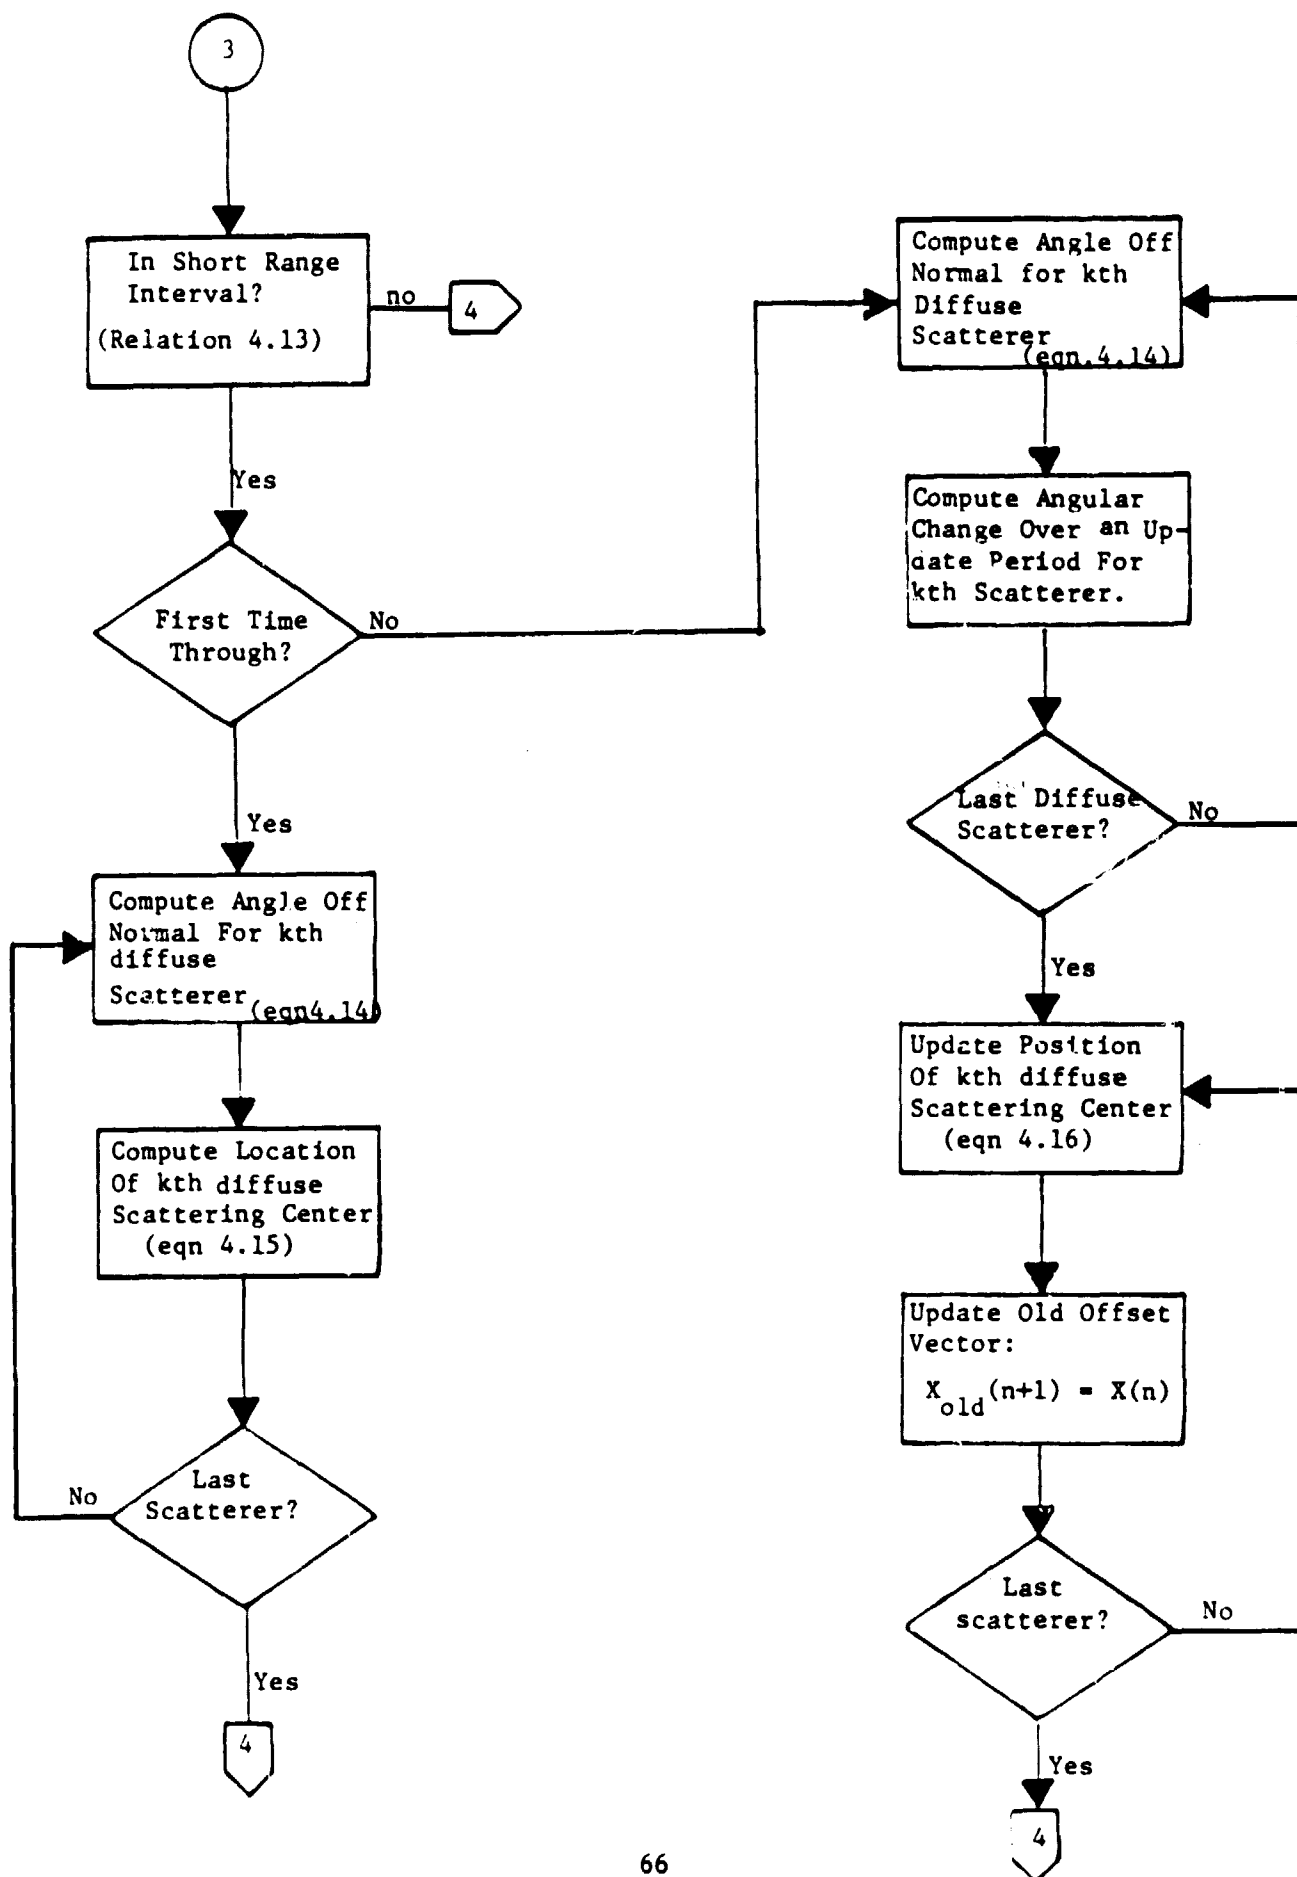 3
In Short Range
Interval?
(Relation 4.13)
no
4
Yes
First Time
Through?
No
Yes
Compute Angle Off
Normal For kth
diffuse
Scatterer
(eqn4.14)
Compute Location
Of kth diffuse
Scattering Center
(eqn 4.15)
Last
Scatterer?
No
Yes
4
Compute Angle Off
Normal for kth
Diffuse
Scatterer
(eqn.4.14)
Compute Angular
Change Over an Up-
date Period For
kth Scatterer.
Last Diffuse
Scatterer?
No
Yes
Update Position
Of kth diffuse
Scattering Center
(eqn 4.16)
Update Old Offset
Vector:
X_old(n+1) = X(n)
Last
scatterer?
No
Yes
4
66